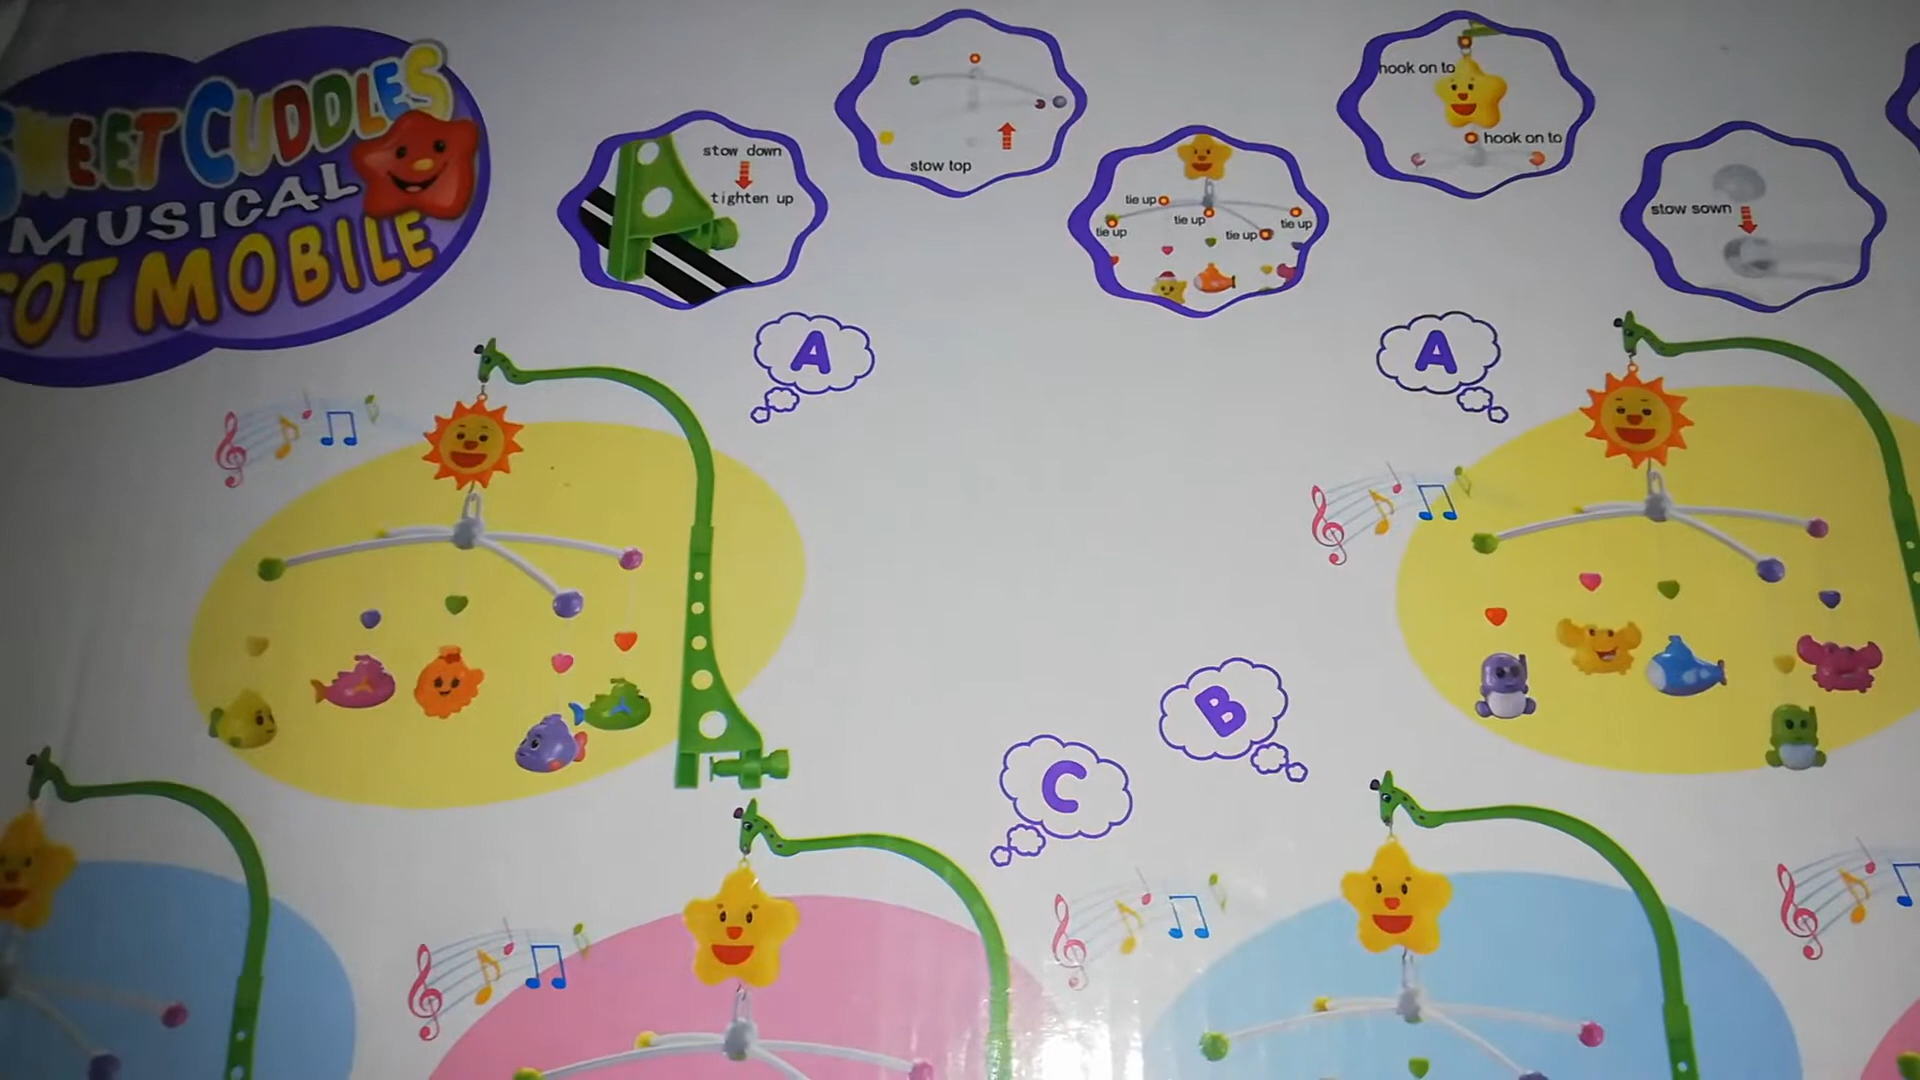 SWEET CUDDLES
MUSICAL
COT MOBILE
stow down
tighten up
stow top
tie up
tie up
tie up
tie up
tie up
hook on to
hook on to
stow sown
A
A
B
C